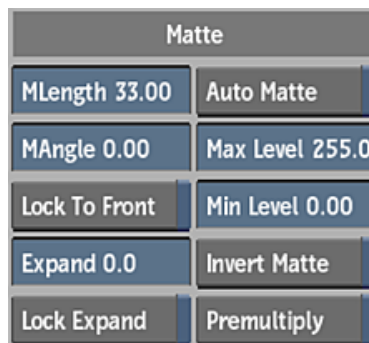 Matte
MLength 33.00 Auto Matte
MAngle 0.00 Max Level 255.0
Lock To Front Min Level 0.00
Expand 0.0 Invert Matte
Lock Expand Premultiply